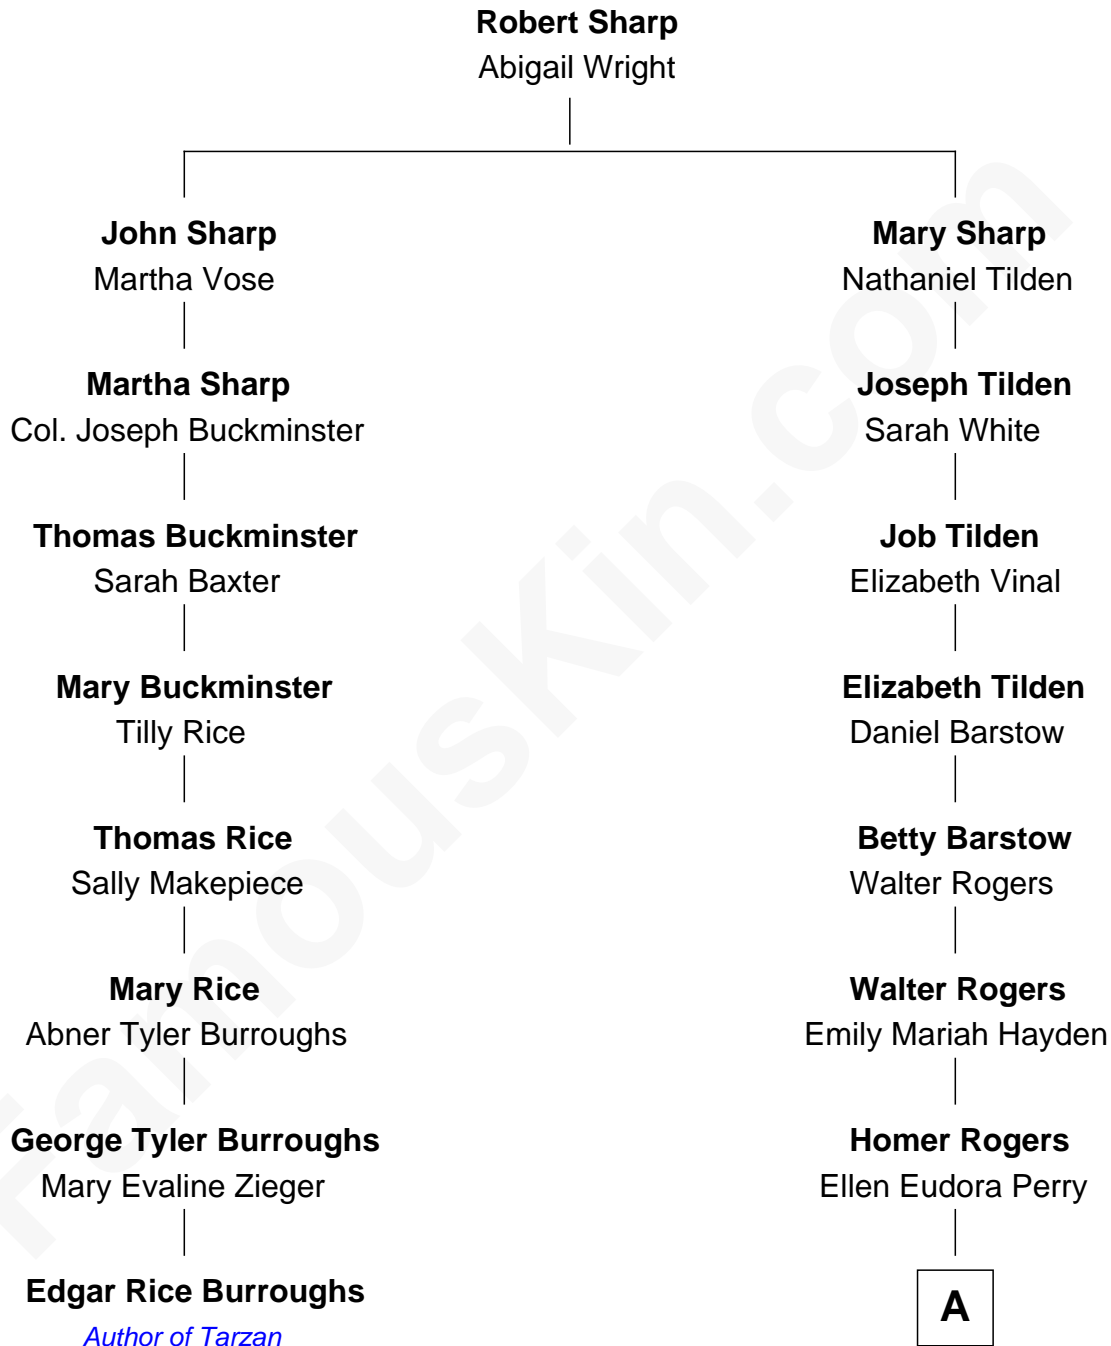 Robert Sharp
Abigail Wright
John Sharp
Martha Vose
Mary Sharp
Nathaniel Tilden
Martha Sharp
Col. Joseph Buckminster
Joseph Tilden
Sarah White
Thomas Buckminster
Sarah Baxter
Job Tilden
Elizabeth Vinal
Mary Buckminster
Tilly Rice
Elizabeth Tilden
Daniel Barstow
Thomas Rice
Sally Makepiece
Betty Barstow
Walter Rogers
Mary Rice
Abner Tyler Burroughs
Walter Rogers
Emily Mariah Hayden
George Tyler Burroughs
Mary Evaline Zieger
Homer Rogers
Ellen Eudora Perry
Edgar Rice Burroughs
Author of Tarzan
A
FamousKin.com